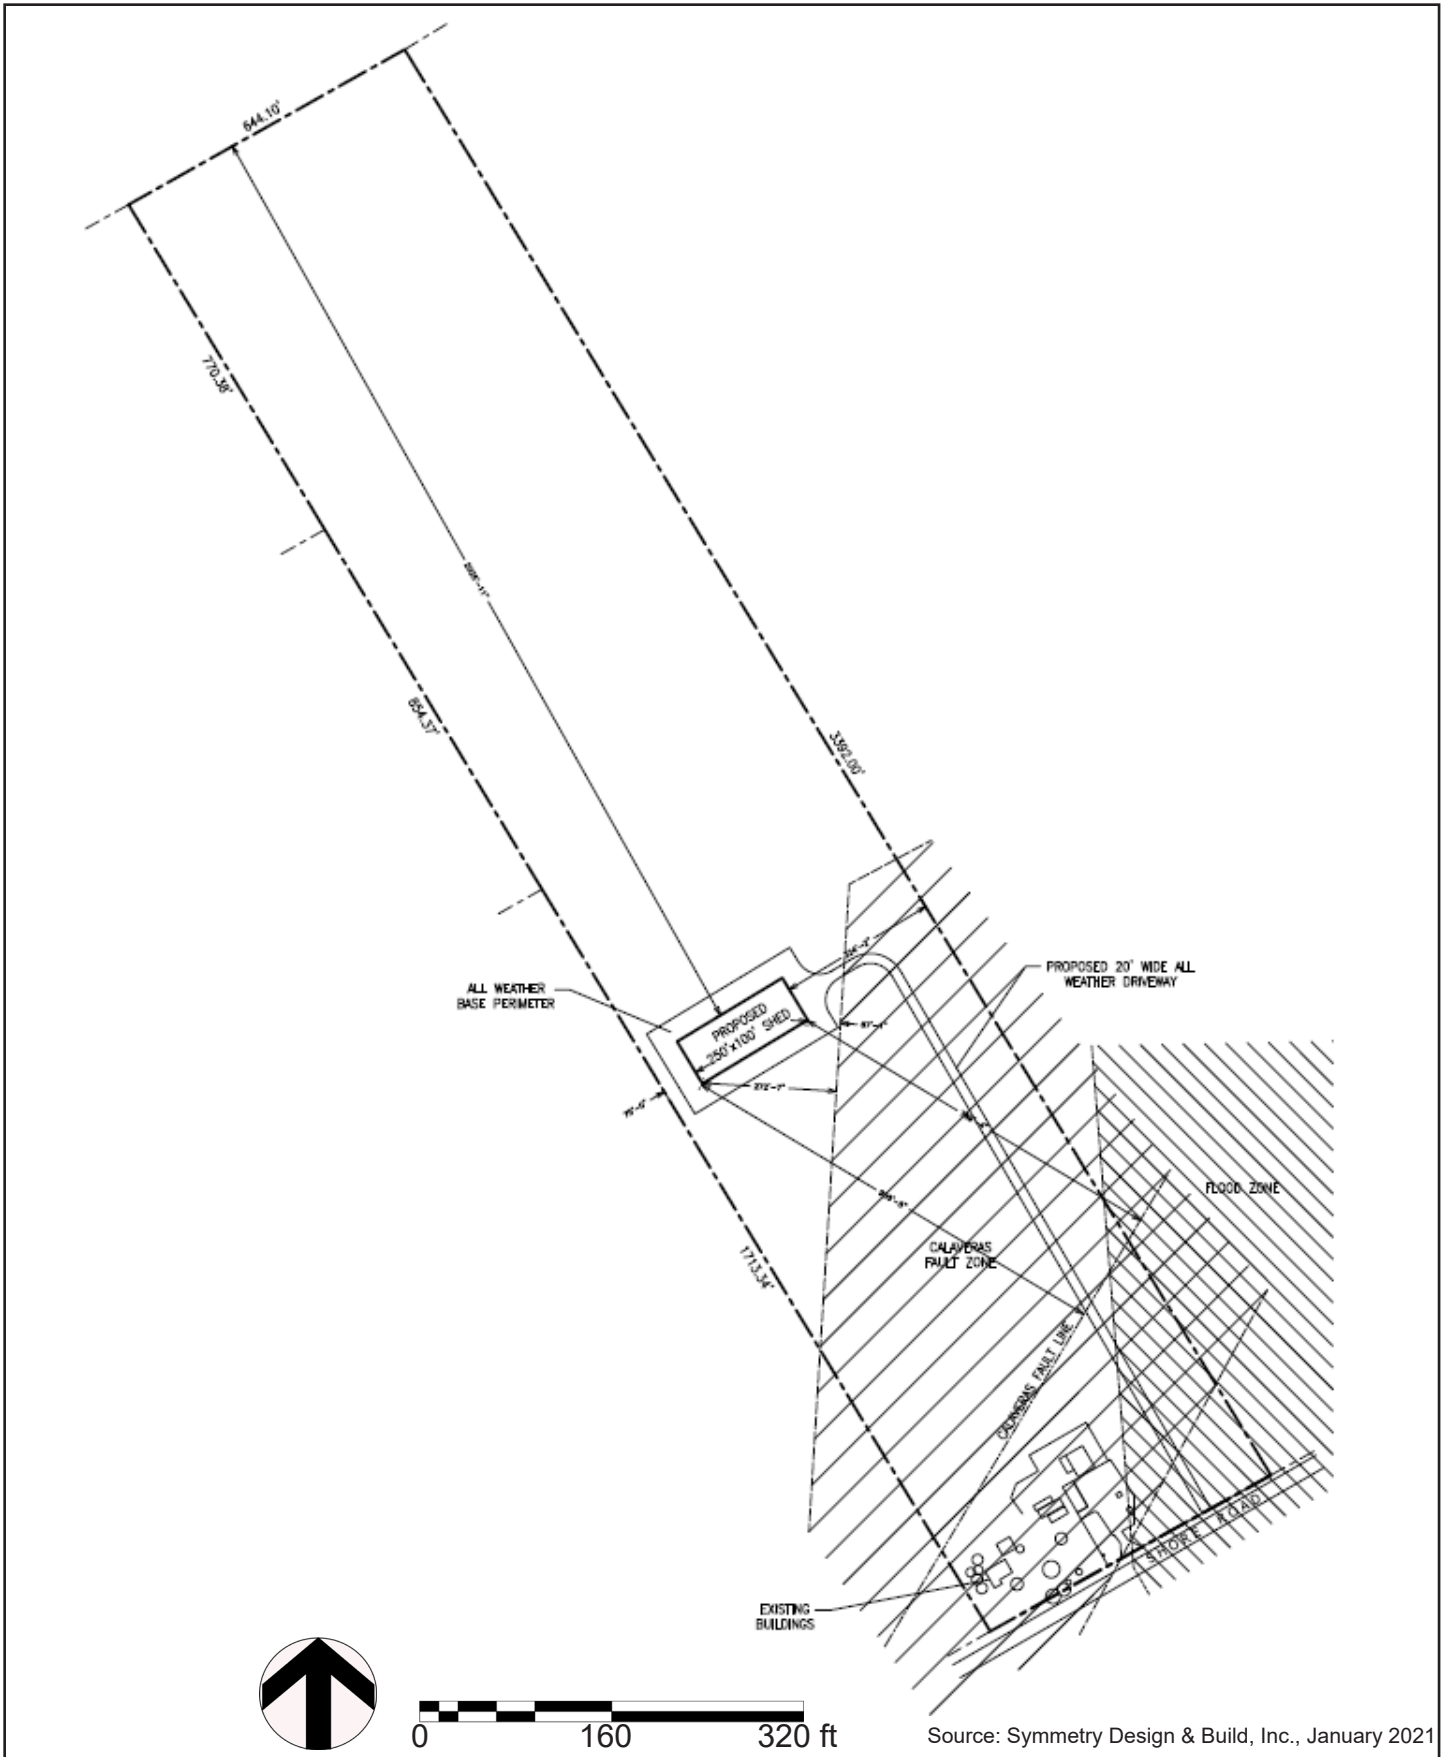 644.10'
770.38'
854.37'
3392.00'
PROPOSED 20' WIDE ALL
WEATHER DRIVEWAY
ALL WEATHER
BASE PERIMETER
PROPOSED
250'x100' SHED
FLOOD ZONE
CALAVERAS
FAULT ZONE
1713.34'
CALAVERAS FAULT LINE
SHORE ROAD
EXISTING
BUILDINGS
0 160 320 ft
Source: Symmetry Design & Build, Inc., January 2021